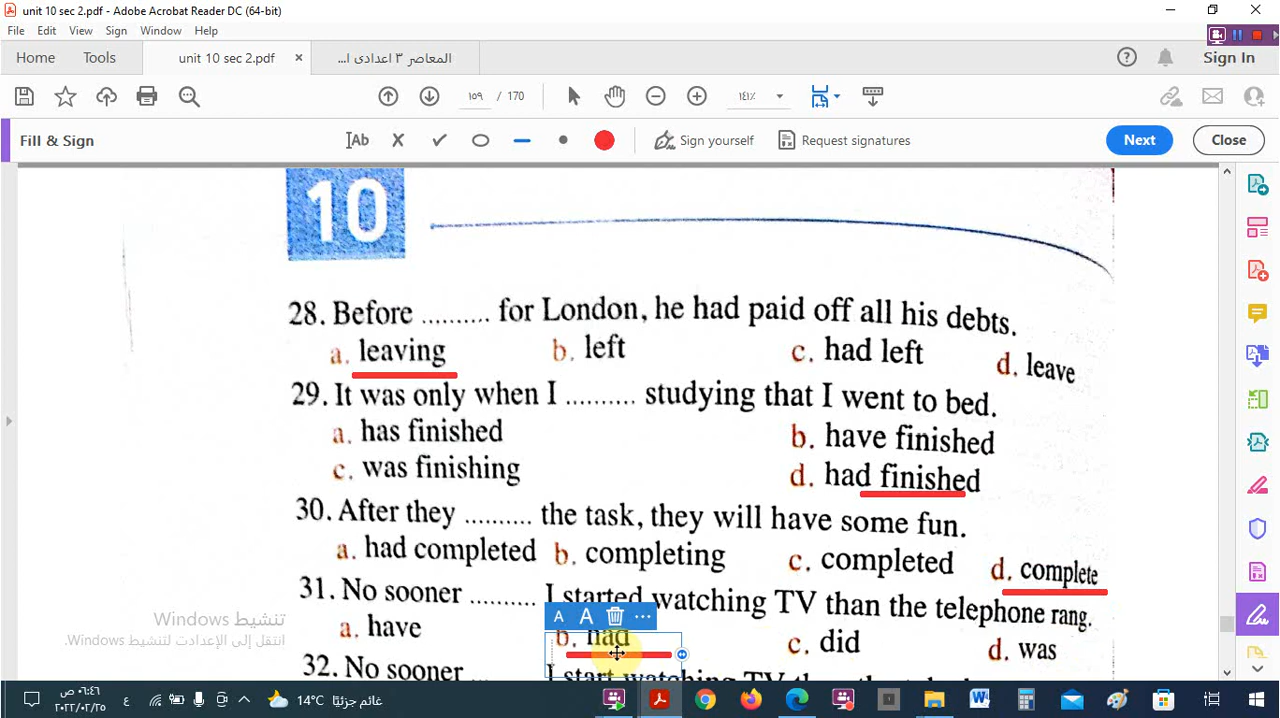 unit 10 sec 2.pdf - Adobe Acrobat Reader DC (64-bit)
File Edit View Sign Window Help
Home Tools unit 10 sec 2.pdf × المعاصر ٣ اعدادى ا... Sign In
١٥٩ / 170 ١٤١٪
Fill & Sign Ab Sign yourself Request signatures Next Close
10
28. Before .......... for London, he had paid off all his debts.
a. leaving b. left c. had left d. leave
29. It was only when I .......... studying that I went to bed.
a. has finished b. have finished
c. was finishing d. had finished
30. After they .......... the task, they will have some fun.
a. had completed b. completing c. completed d. complete
31. No sooner .......... I started watching TV than the telephone rang.
a. have b. had c. did d. was
32. No sooner
I start watching TV
A A ...
تنشيط Windows
انتقل إلى الإعدادات لتنشيط Windows.
٠٦:٤٦ ص
٢٠٢٢/٠٢/٢٥
ع
14°C غائم جزئيًا